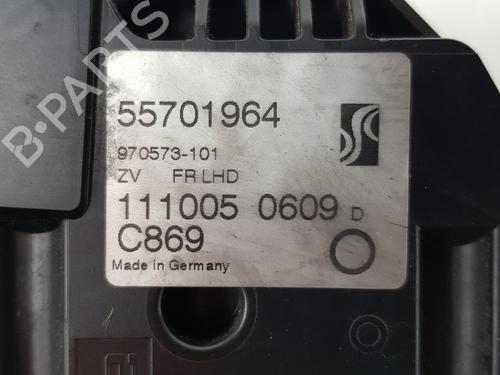 55701964
970573-101
ZV FR LHD
111005 0609 D
C869
Made in Germany
B-PARTS